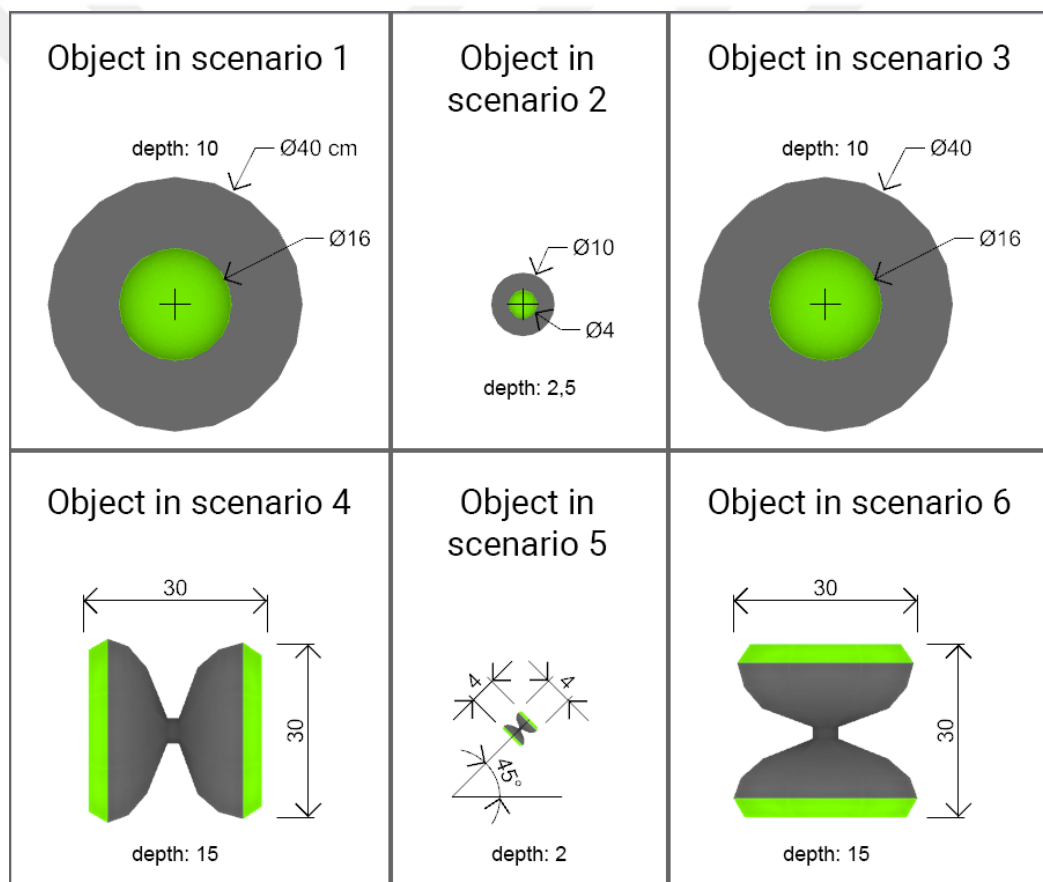 Object in scenario 1
depth: 10
Ø40 cm
Ø16
Object in
scenario 2
Ø10
Ø4
depth: 2,5
Object in scenario 3
depth: 10
Ø40
Ø16
Object in scenario 4
30
30
depth: 15
Object in
scenario 5
4
4
45°
depth: 2
Object in scenario 6
30
30
depth: 15